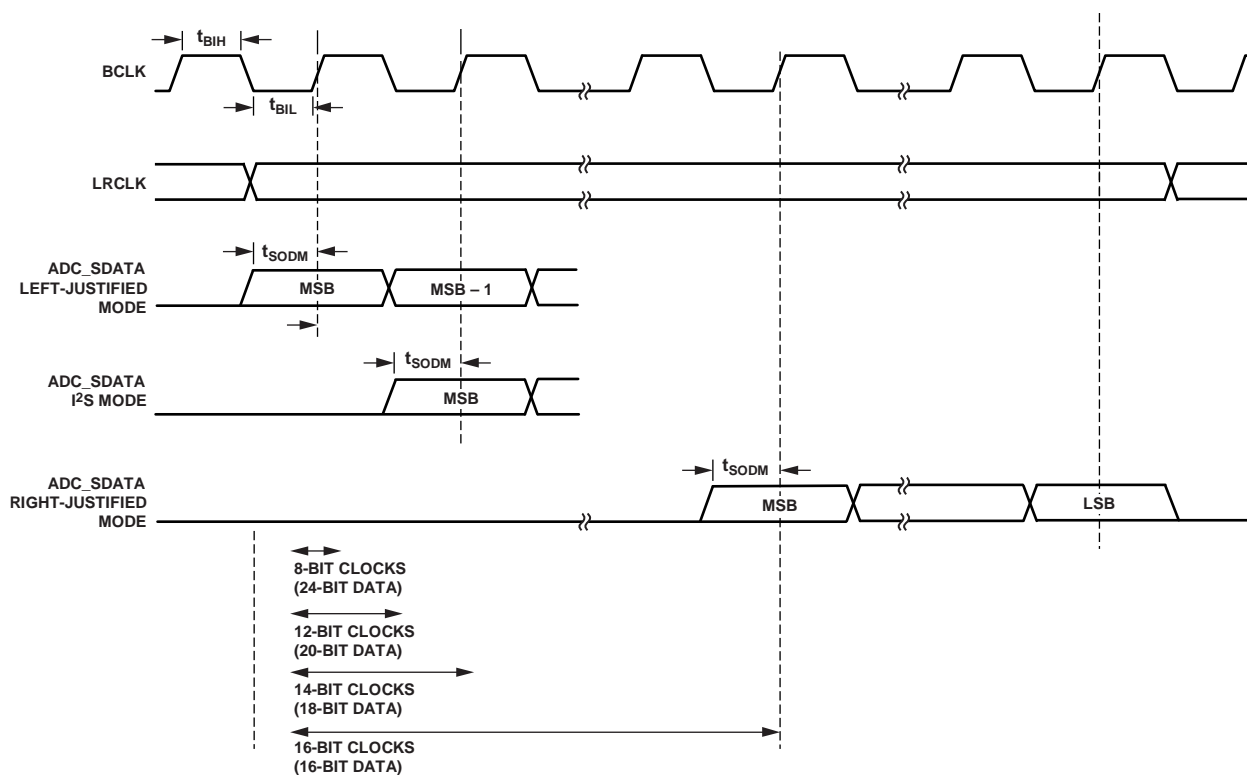 tBIH
BCLK
tBIL
LRCLK
tSODM
ADC_SDATA
LEFT-JUSTIFIED
MODE
MSB
MSB – 1
tSODM
ADC_SDATA
I²S MODE
MSB
tSODM
ADC_SDATA
RIGHT-JUSTIFIED
MODE
MSB
LSB
8-BIT CLOCKS
(24-BIT DATA)
12-BIT CLOCKS
(20-BIT DATA)
14-BIT CLOCKS
(18-BIT DATA)
16-BIT CLOCKS
(16-BIT DATA)